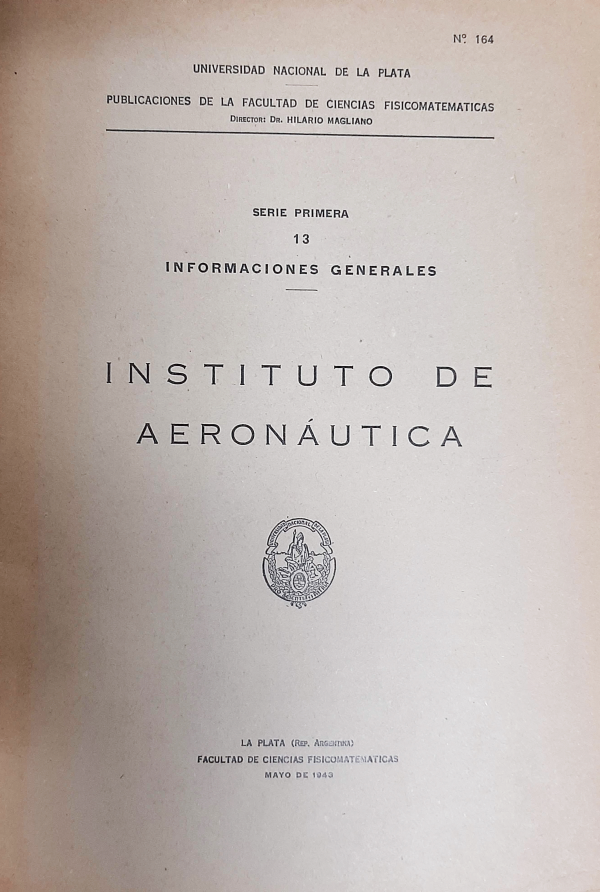 Nº. 164
UNIVERSIDAD NACIONAL DE LA PLATA
PUBLICACIONES DE LA FACULTAD DE CIENCIAS FISICOMATEMATICAS
DIRECTOR: DR. HILARIO MAGLIANO
SERIE PRIMERA
13
INFORMACIONES GENERALES
INSTITUTO DE
AERONÁUTICA
LA PLATA (REP. ARGENTINA)
FACULTAD DE CIENCIAS FISICOMATEMATICAS
MAYO DE 1943